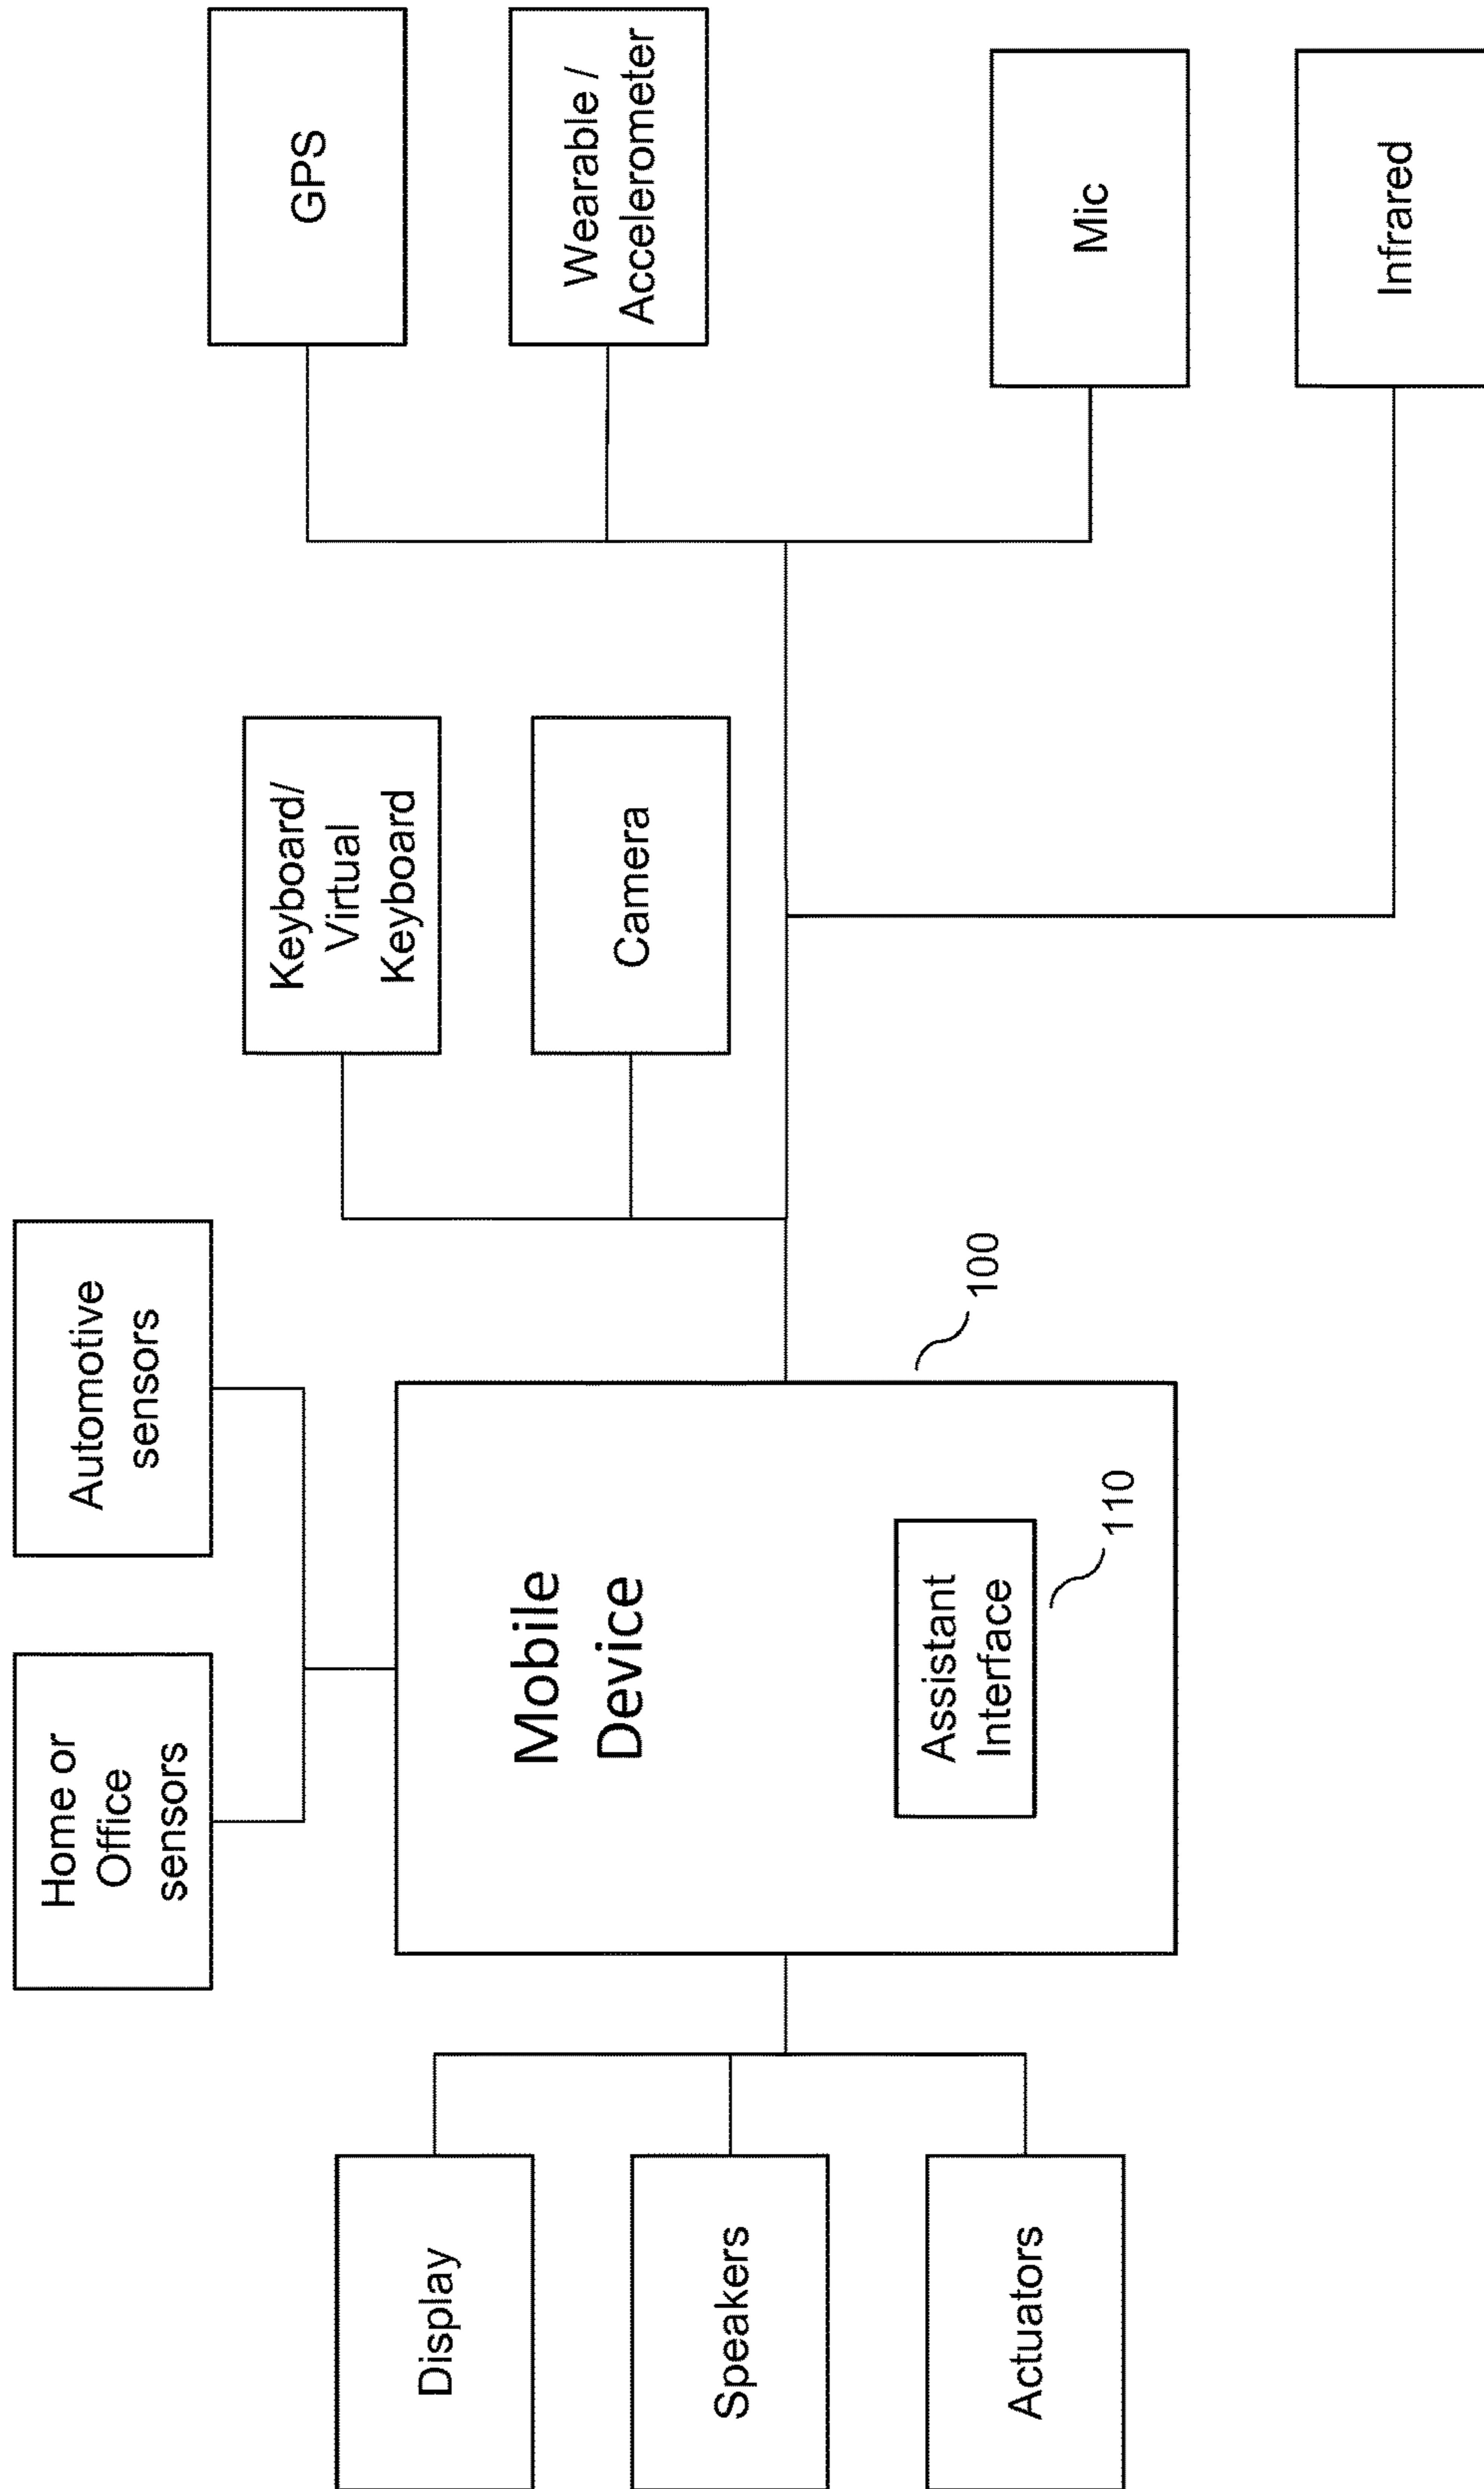 Home or
Office
sensors
Automotive
sensors
Keyboard/
Virtual
Keyboard
GPS
Display
Mobile
Device
Camera
Wearable /
Accelerometer
Speakers
Assistant
Interface
110
100
Mic
Actuators
Infrared